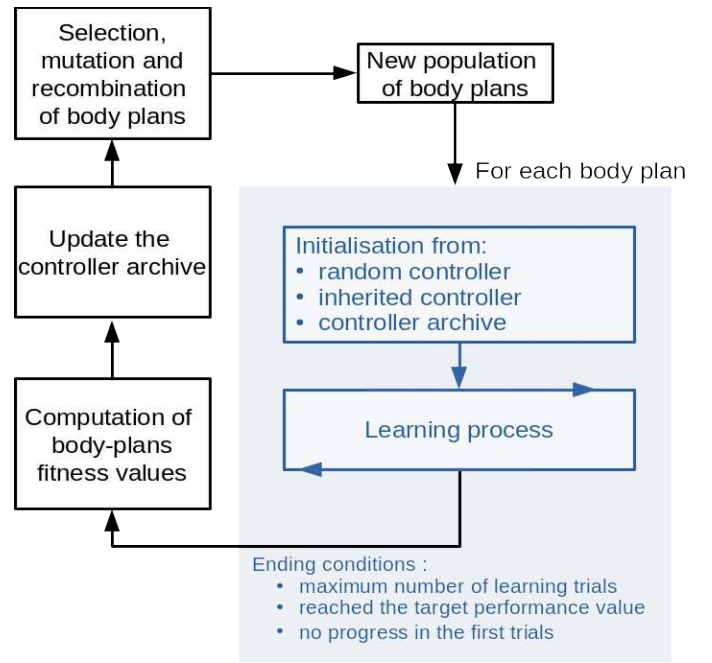 Selection,
mutation and
recombination
of body plans
New population
of body plans
For each body plan
Initialisation from:
• random controller
• inherited controller
• controller archive
Learning process
Ending conditions :
• maximum number of learning trials
• reached the target performance value
• no progress in the first trials
Computation of
body-plans
fitness values
Update the
controller archive